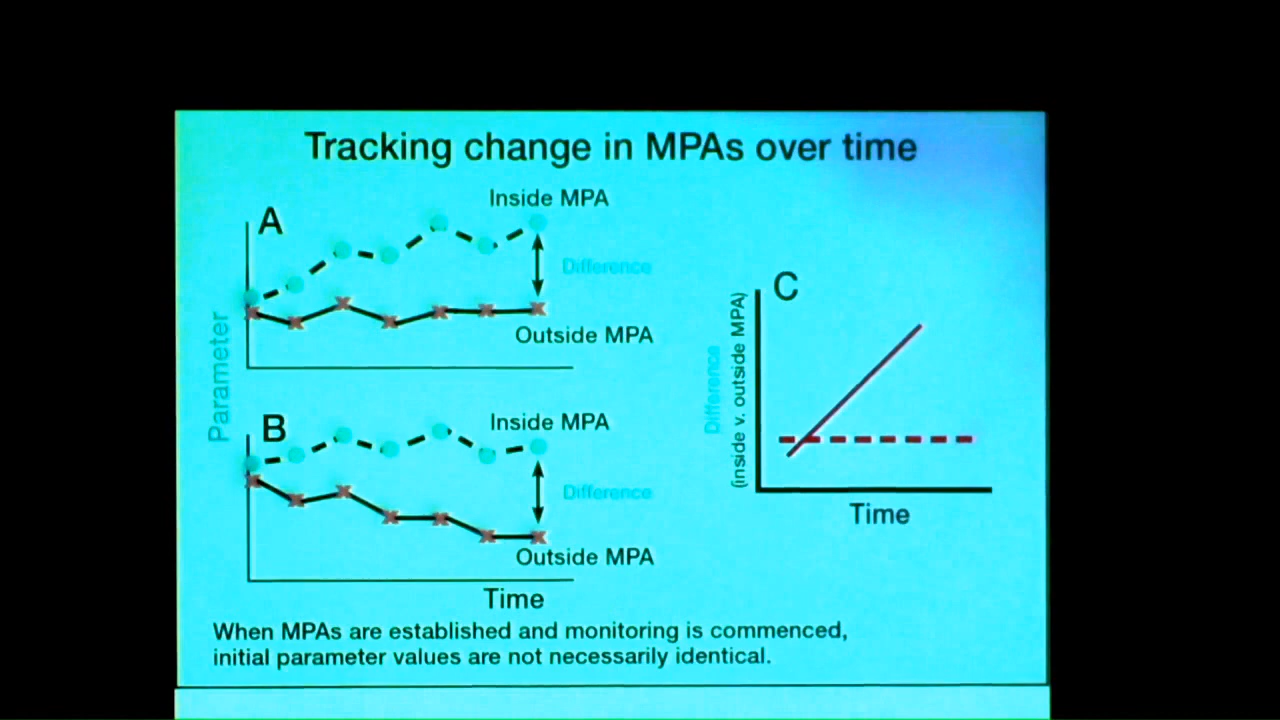 Tracking change in MPAs over time
A
Inside MPA
Difference
Outside MPA
Parameter
B
Inside MPA
Difference
Outside MPA
Time
C
Difference
(inside v. outside MPA)
Time
When MPAs are established and monitoring is commenced,
initial parameter values are not necessarily identical.